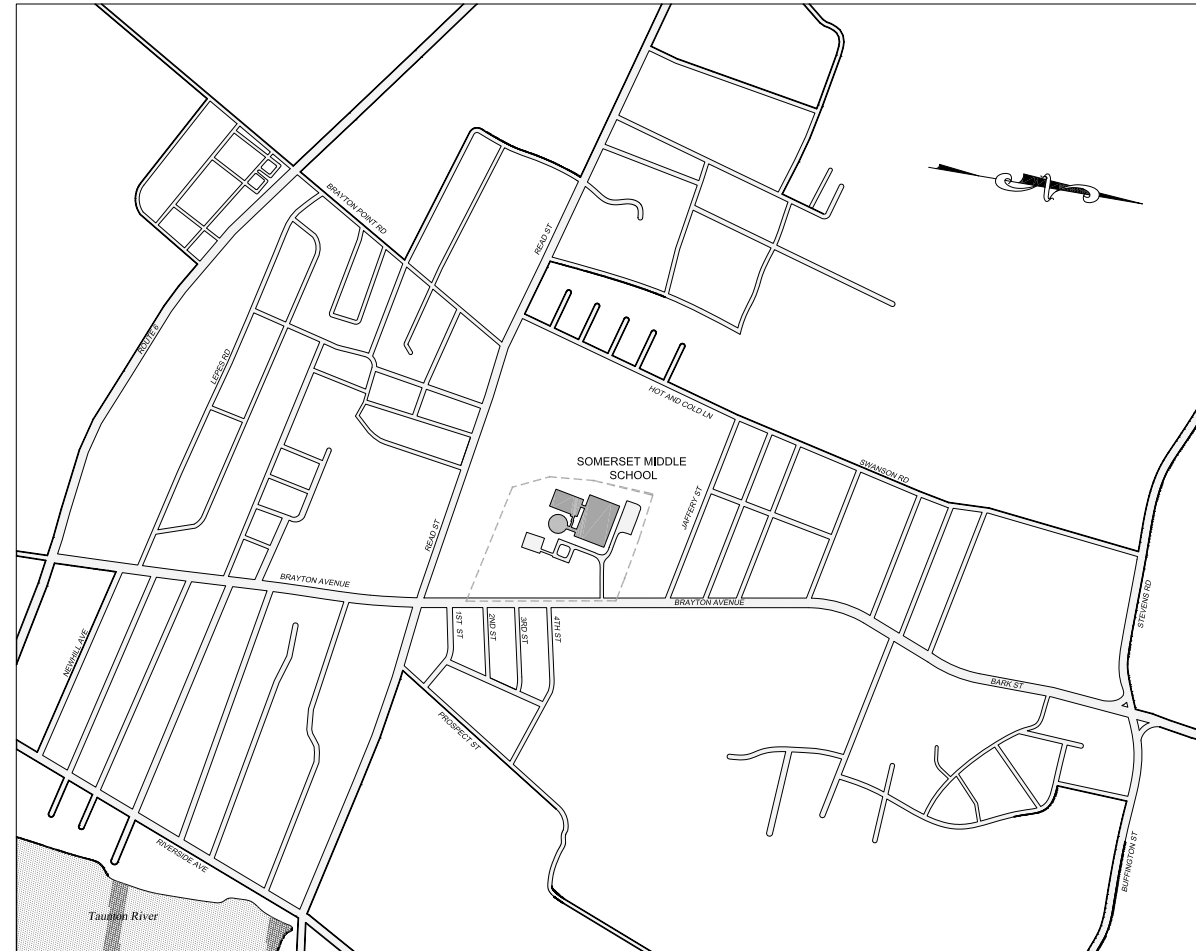 BRAYTON POINT RD
READ ST
ROUTE 6
LEPES RD
HOT AND COLD LN
SOMERSET MIDDLE
SCHOOL
SWANSON RD
JAFFERY ST
READ ST
BRAYTON AVENUE
BRAYTON AVENUE
STEVENS RD
1ST ST
2ND ST
3RD ST
4TH ST
NEWHILL AVE
BARK ST
PROSPECT ST
RIVERSIDE AVE
BUFFINGTON ST
Taunton River